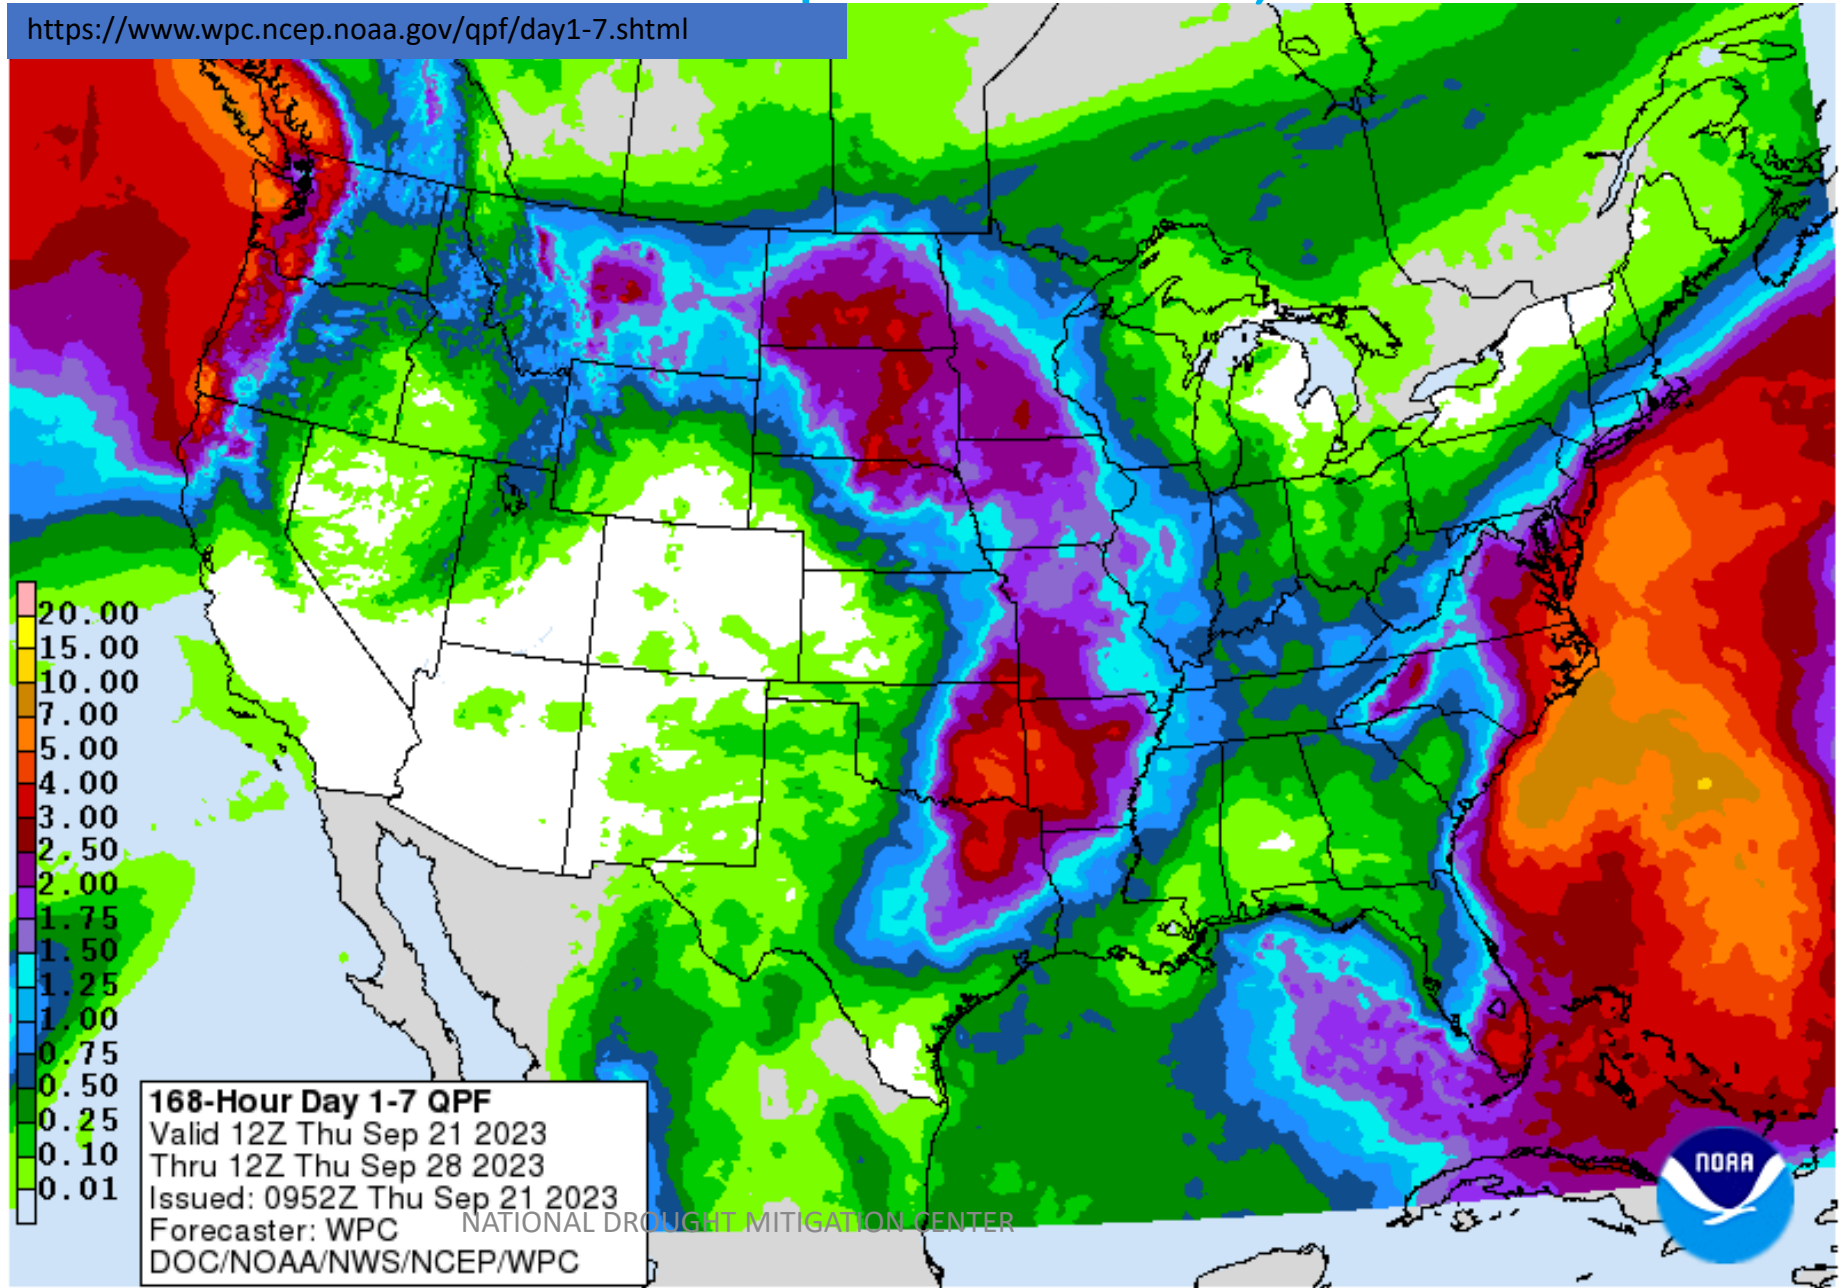 https://www.wpc.ncep.noaa.gov/qpf/day1-7.shtml
20.00
15.00
10.00
7.00
5.00
4.00
3.00
2.50
2.00
1.75
1.50
1.25
1.00
0.75
0.50
0.25
0.10
0.01
168-Hour Day 1-7 QPF
Valid 12Z Thu Sep 21 2023
Thru 12Z Thu Sep 28 2023
Issued: 0952Z Thu Sep 21 2023
Forecaster: WPC
DOC/NOAA/NWS/NCEP/WPC
NATIONAL DROUGHT MITIGATION CENTER
NOAA